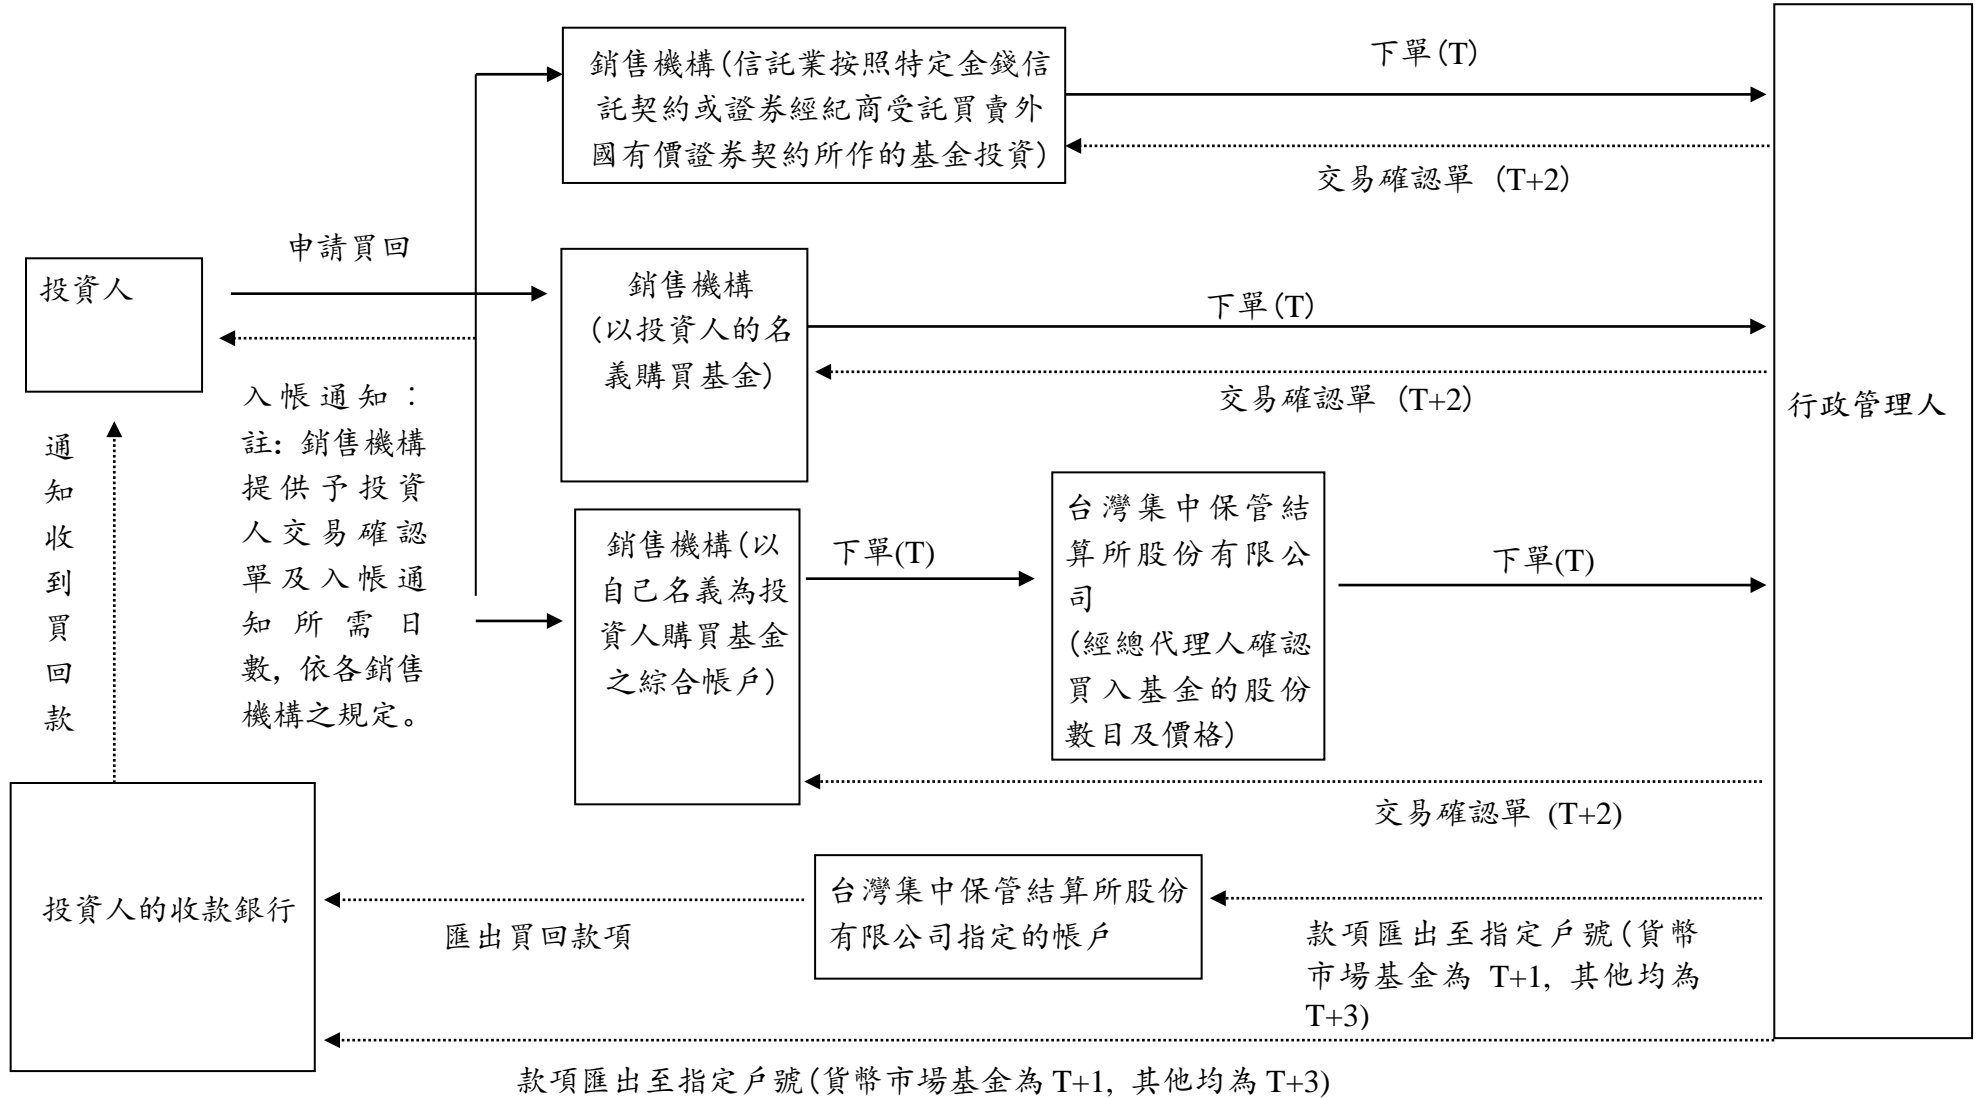 銷售機構(信託業按照特定金錢信
託契約或證券經紀商受託買賣外
國有價證券契約所作的基金投資)
下單(T)
交易確認單 (T+2)
申請買回
投資人
銷售機構
(以投資人的名
義購買基金)
下單(T)
交易確認單 (T+2)
行政管理人
入帳通知：
註: 銷售機構
提供予投資
人交易確認
單及入帳通
知所需日
數, 依各銷售
機構之規定。
通
知
收
到
買
回
款
銷售機構(以
自己名義為投
資人購買基金
之綜合帳戶)
下單(T)
台灣集中保管結
算所股份有限公
司
(經總代理人確認
買入基金的股份
數目及價格)
下單(T)
交易確認單 (T+2)
投資人的收款銀行
匯出買回款項
台灣集中保管結算所股份
有限公司指定的帳戶
款項匯出至指定戶號(貨幣
市場基金為 T+1, 其他均為
T+3)
款項匯出至指定戶號(貨幣市場基金為 T+1, 其他均為 T+3)